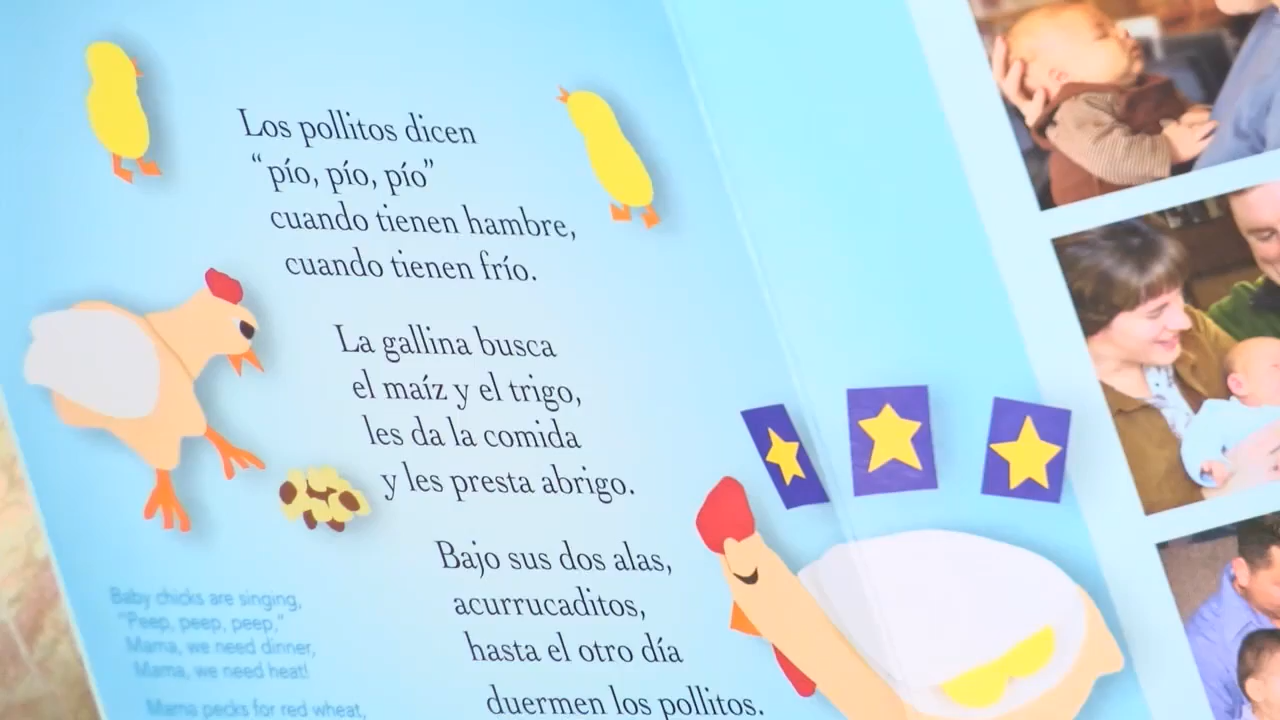 Los pollitos dicen
“pío, pío, pío”
cuando tienen hambre,
cuando tienen frío.
La gallina busca
el maíz y el trigo,
les da la comida
y les presta abrigo.
Bajo sus dos alas,
acurrucaditos,
hasta el otro día
duermen los pollitos.
Baby chicks are singing,
“Peep, peep, peep,”
Mama, we need dinner,
Mama, we need heat!
Mama pecks for red wheat,